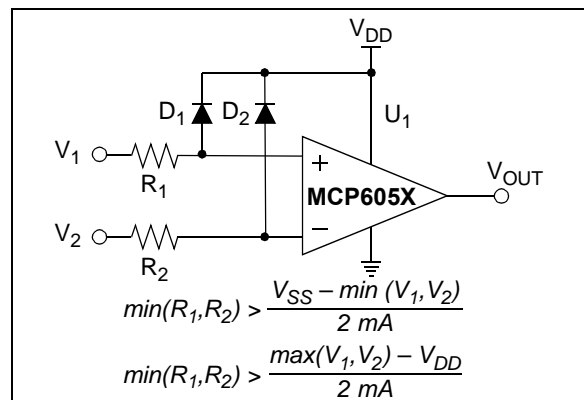 V_DD
D_1 D_2 U_1
V_1
R_1
+
MCP605X
V_OUT
V_2
−
R_2
min(R_1,R_2) > V_SS – min (V_1,V_2) / 2 mA
min(R_1,R_2) > max(V_1,V_2) – V_DD / 2 mA